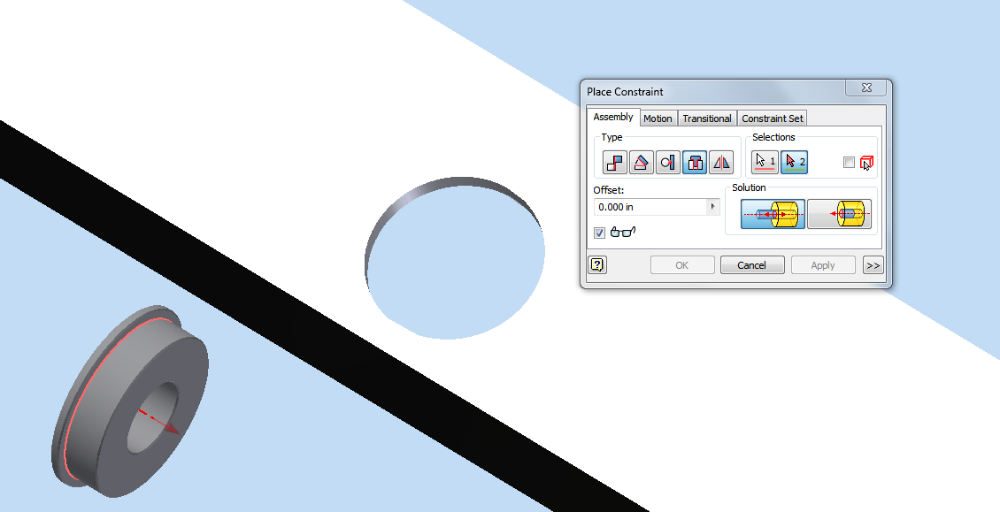 Place Constraint
Assembly Motion Transitional Constraint Set
Type Selections
1 2
Offset: Solution
0.000 in
? OK Cancel Apply >>